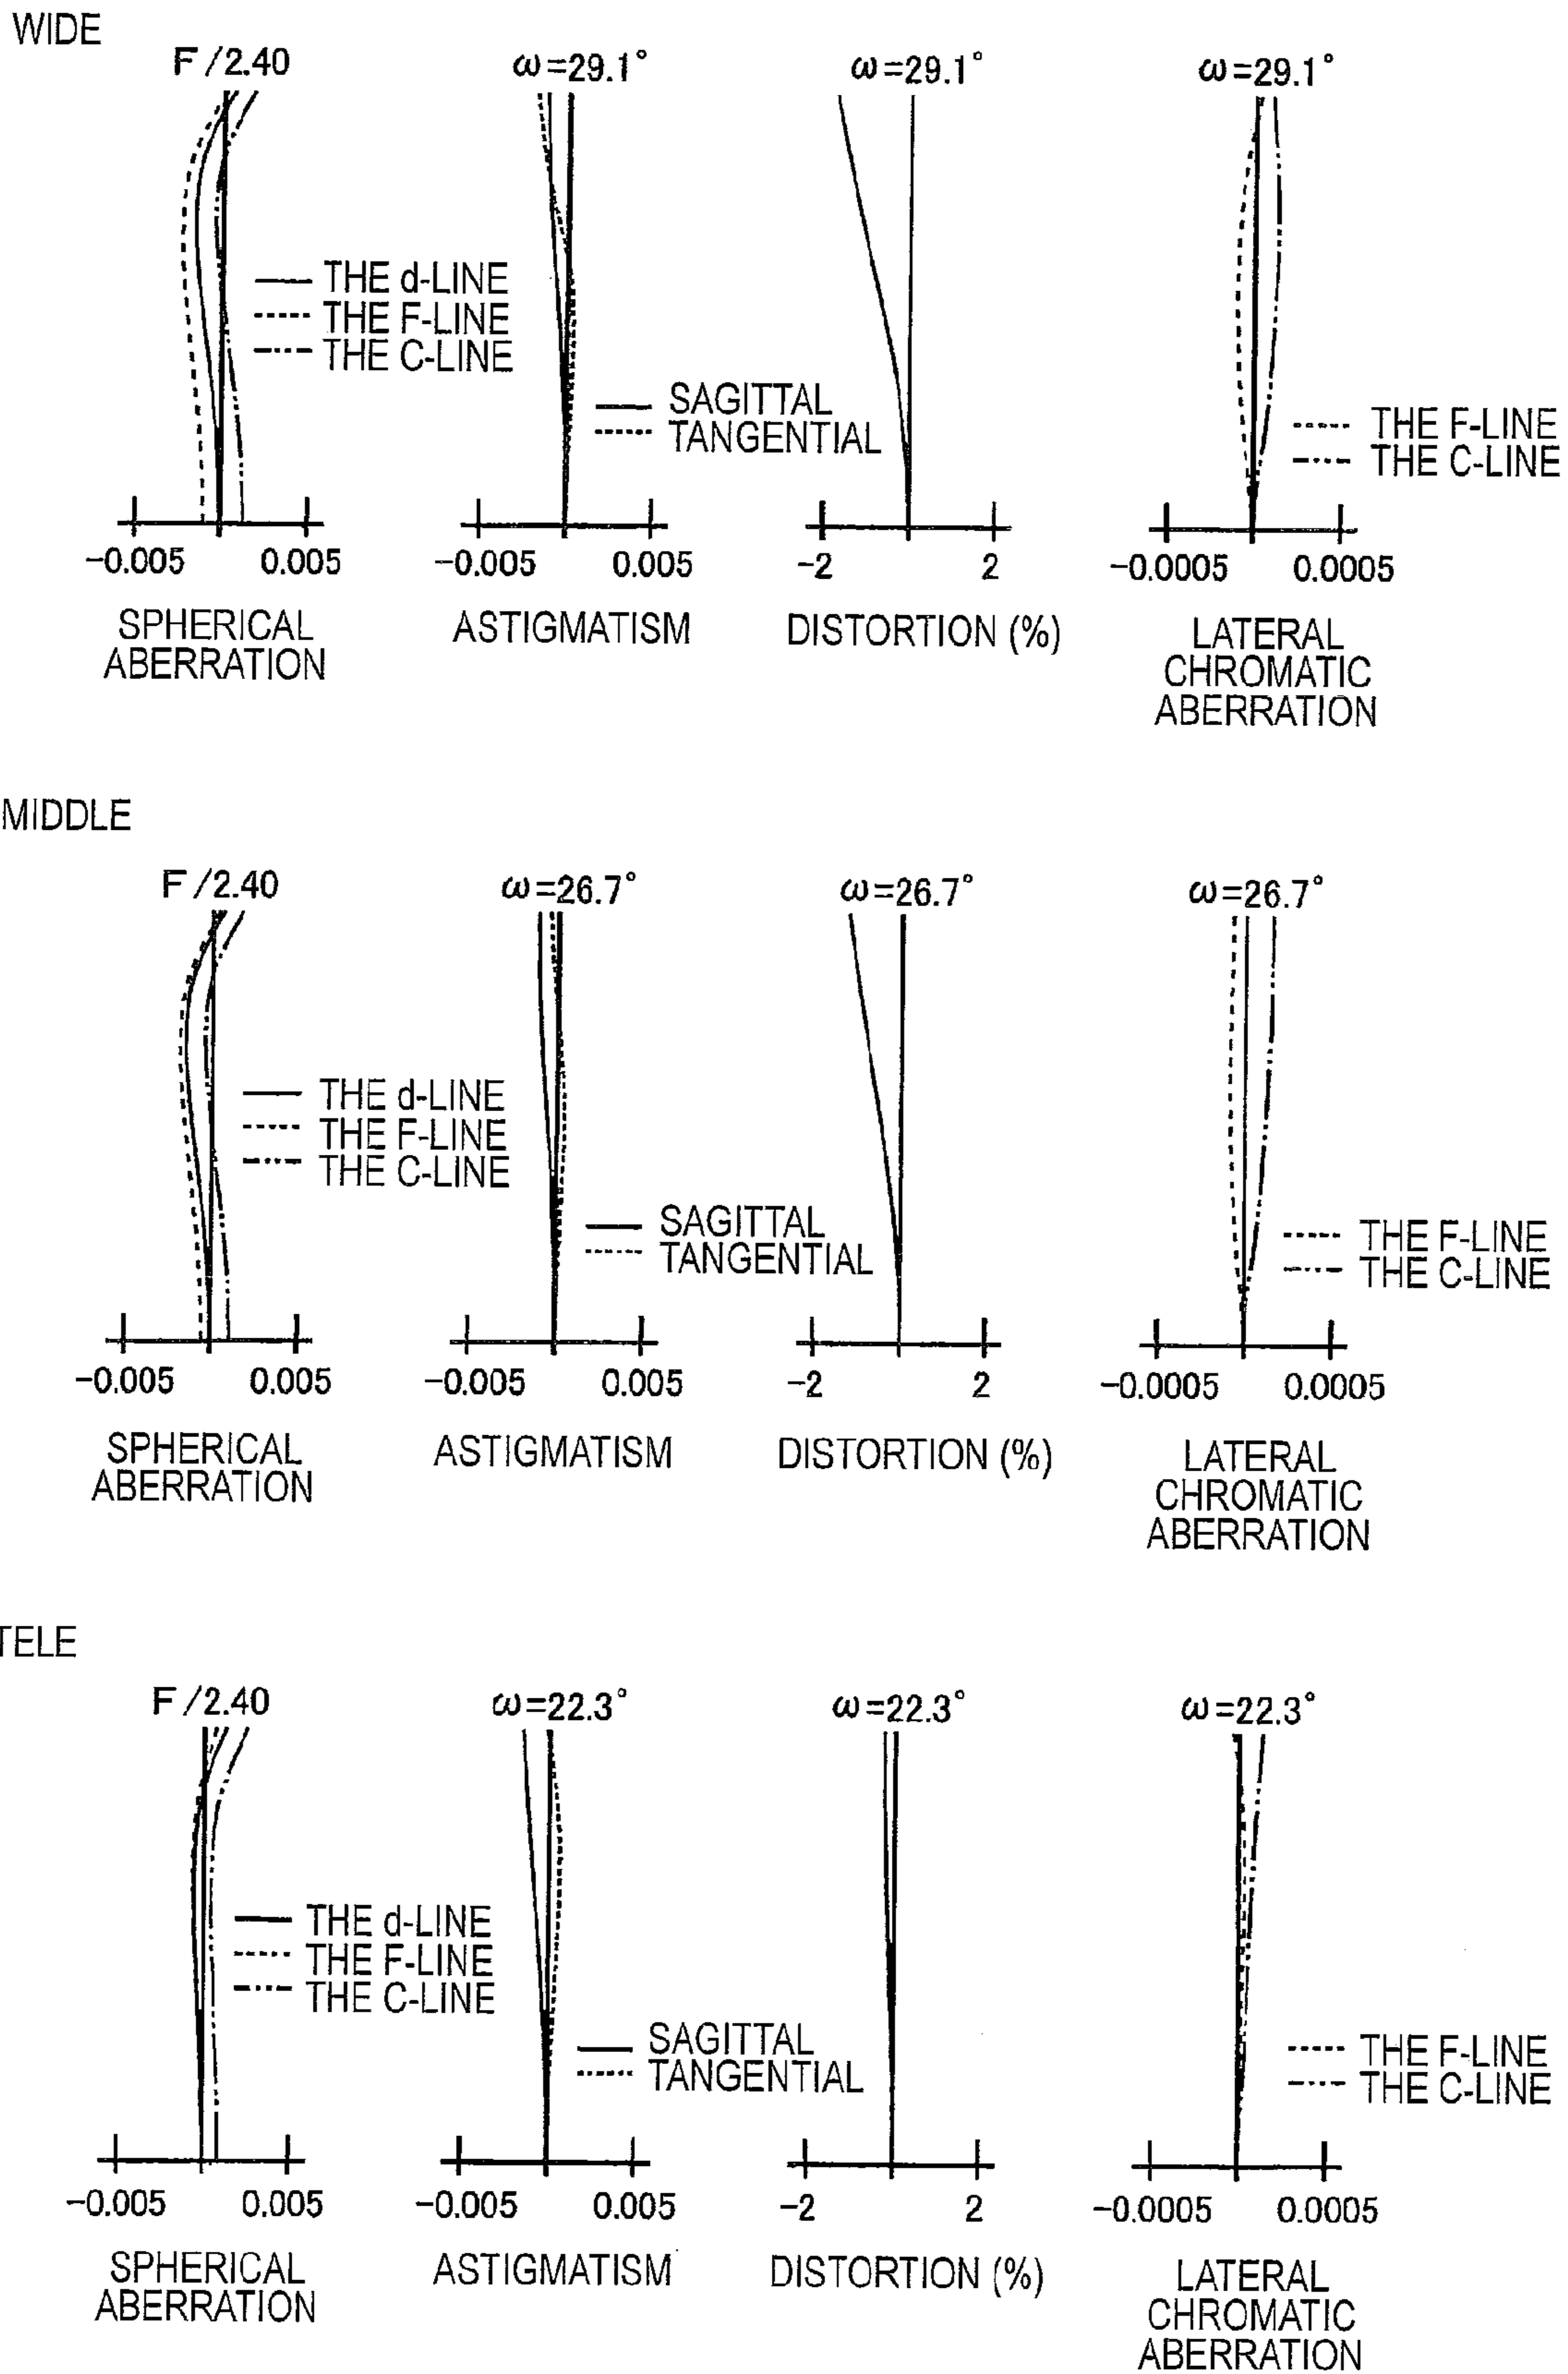 WIDE
F/2.40
ω=29.1°
ω=29.1°
ω=29.1°
THE d-LINE
THE F-LINE
THE C-LINE
SAGITTAL
TANGENTIAL
THE F-LINE
THE C-LINE
−0.005 0.005
−0.005 0.005
−2 2
−0.0005 0.0005
SPHERICAL
ABERRATION
ASTIGMATISM
DISTORTION (%)
LATERAL
CHROMATIC
ABERRATION
MIDDLE
F/2.40
ω=26.7°
ω=26.7°
ω=26.7°
THE d-LINE
THE F-LINE
THE C-LINE
SAGITTAL
TANGENTIAL
THE F-LINE
THE C-LINE
−0.005 0.005
−0.005 0.005
−2 2
−0.0005 0.0005
SPHERICAL
ABERRATION
ASTIGMATISM
DISTORTION (%)
LATERAL
CHROMATIC
ABERRATION
TELE
F/2.40
ω=22.3°
ω=22.3°
ω=22.3°
THE d-LINE
THE F-LINE
THE C-LINE
SAGITTAL
TANGENTIAL
THE F-LINE
THE C-LINE
−0.005 0.005
−0.005 0.005
−2 2
−0.0005 0.0005
SPHERICAL
ABERRATION
ASTIGMATISM
DISTORTION (%)
LATERAL
CHROMATIC
ABERRATION